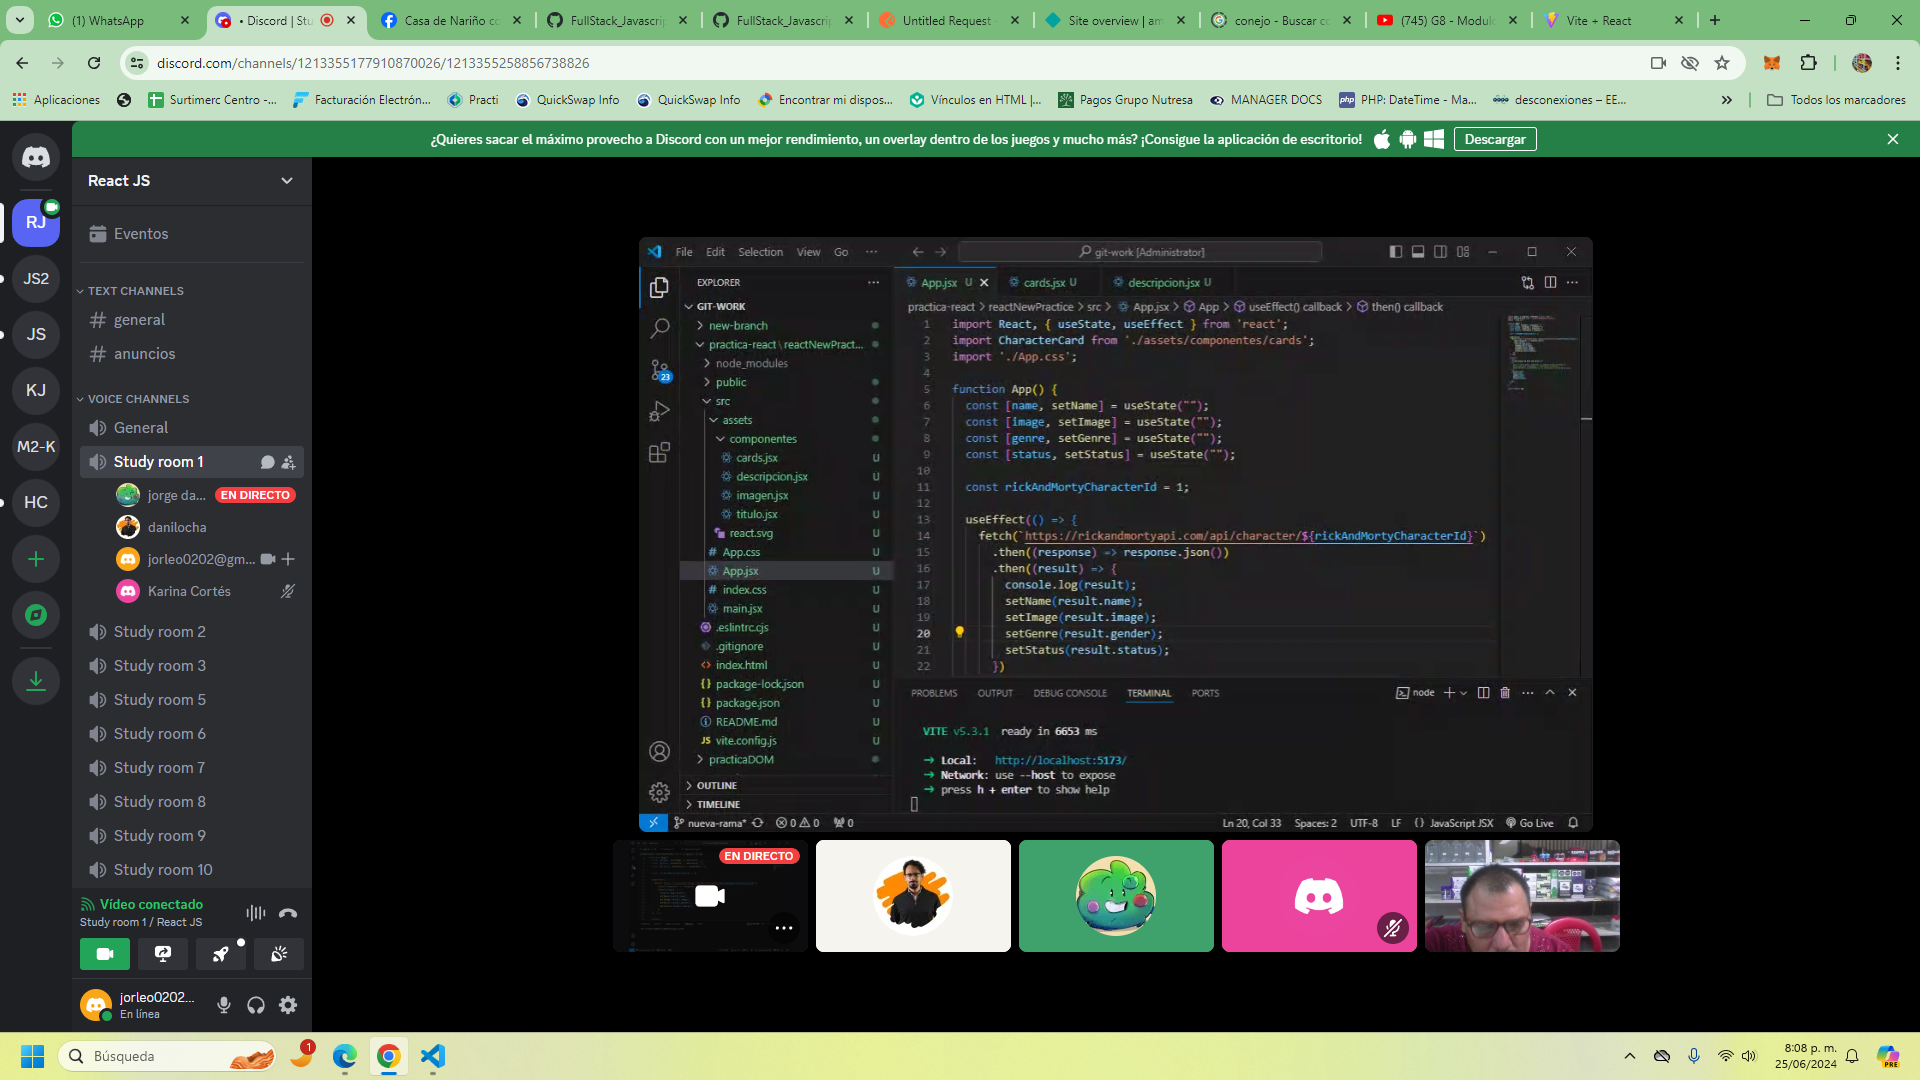 (1) WhatsApp
• Discord | Stu
Casa de Nariño co
FullStack_Javascrip
FullStack_Javascrip
Untitled Request -
Site overview | am
conejo - Buscar co
(745) G8 - Modulo
Vite + React
discord.com/channels/1213355177910870026/1213355258856738826
Aplicaciones
Surtimerc Centro -...
Facturación Electrón...
Practi
QuickSwap Info
QuickSwap Info
Encontrar mi dispos...
Vínculos en HTML |...
Pagos Grupo Nutresa
MANAGER DOCS
php PHP: DateTime - Ma...
desconexiones – EE...
Todos los marcadores
¿Quieres sacar el máximo provecho a Discord con un mejor rendimiento, un overlay dentro de los juegos y mucho más? ¡Consigue la aplicación de escritorio!
Descargar
RJ
JS2
JS
KJ
M2-K
HC
React JS
Eventos
TEXT CHANNELS
general
anuncios
VOICE CHANNELS
General
Study room 1
jorge da... EN DIRECTO
danilocha
jorleo0202@gm...
Karina Cortés
Study room 2
Study room 3
Study room 5
Study room 6
Study room 7
Study room 8
Study room 9
Study room 10
Vídeo conectado
Study room 1 / React JS
jorleo0202...
En línea
File Edit Selection View Go ···
git-work [Administrator]
EXPLORER
GIT-WORK
new-branch
practica-react \ reactNewPract...
node_modules
public
src
assets
componentes
cards.jsx U
descripcion.jsx U
imagen.jsx U
titulo.jsx U
react.svg U
# App.css U
App.jsx U
# index.css U
main.jsx U
.eslintrc.cjs U
.gitignore U
<> index.html U
{} package-lock.json U
{} package.json U
README.md U
JS vite.config.js U
practicaDOM
OUTLINE
TIMELINE
23
App.jsx U
cards.jsx U
descripcion.jsx U
practica-react > reactNewPractice > src > App.jsx > App > useEffect() callback > then() callback
1 import React, { useState, useEffect } from 'react';
2 import CharacterCard from './assets/componentes/cards';
3 import './App.css';
4
5 function App() {
6 const [name, setName] = useState("");
7 const [image, setImage] = useState("");
8 const [genre, setGenre] = useState("");
9 const [status, setStatus] = useState("");
10
11 const rickAndMortyCharacterId = 1;
12
13 useEffect(() => {
14 fetch(`https://rickandmortyapi.com/api/character/${rickAndMortyCharacterId}`)
15 .then((response) => response.json())
16 .then((result) => {
17 console.log(result);
18 setName(result.name);
19 setImage(result.image);
20 setGenre(result.gender);
21 setStatus(result.status);
22 })
PROBLEMS OUTPUT DEBUG CONSOLE TERMINAL PORTS
node
VITE v5.3.1 ready in 6653 ms
➜ Local: http://localhost:5173/
➜ Network: use --host to expose
➜ press h + enter to show help
nueva-rama* 0 0 0
Ln 20, Col 33 Spaces: 2 UTF-8 LF {} JavaScript JSX Go Live
EN DIRECTO
Búsqueda
1
8:08 p. m.
25/06/2024
PRE